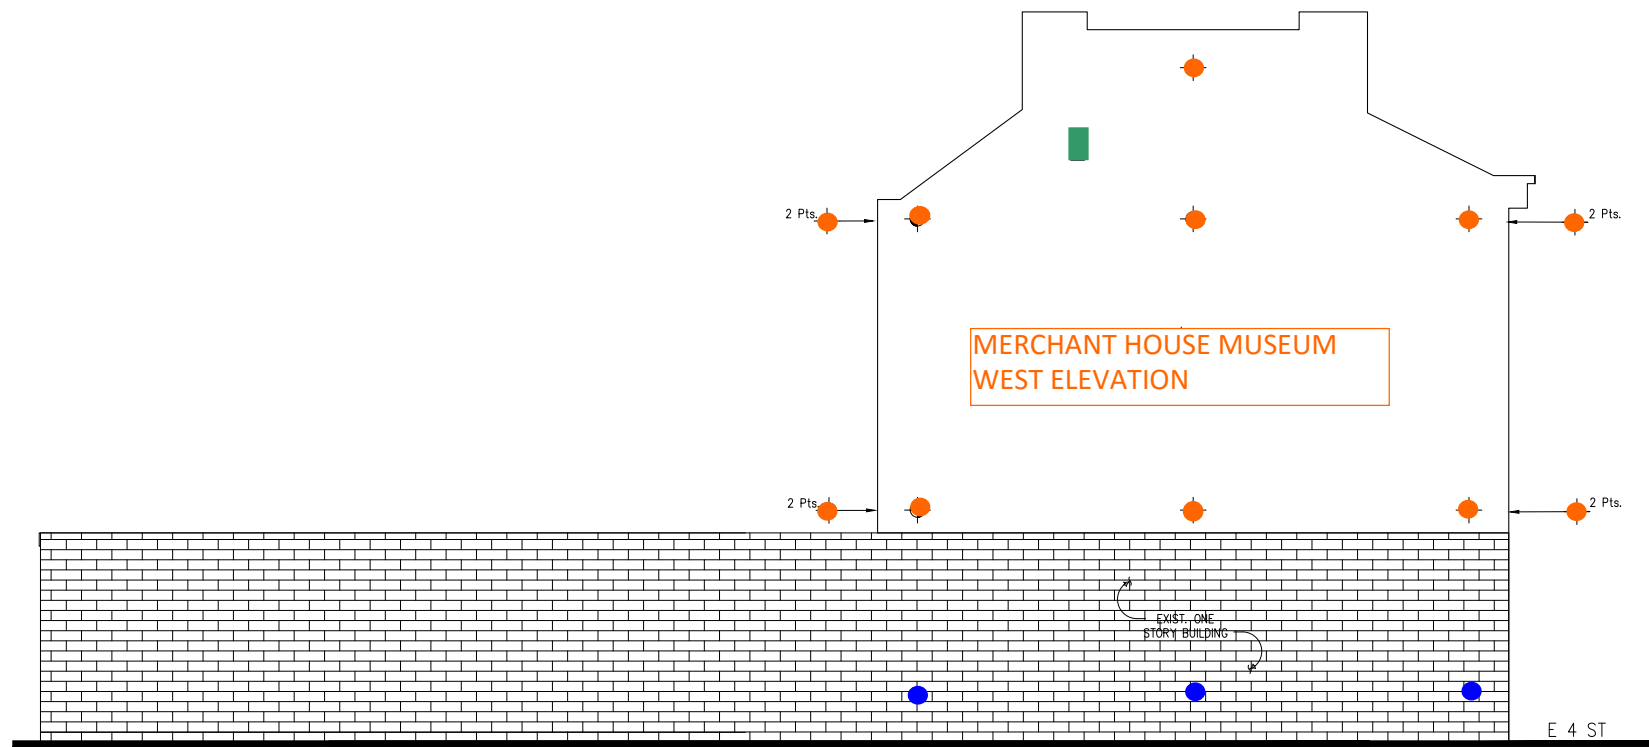 2 Pts.
2 Pts.
MERCHANT HOUSE MUSEUM
WEST ELEVATION
2 Pts.
2 Pts.
EXIST. ONE
STORY BUILDING
E 4 ST